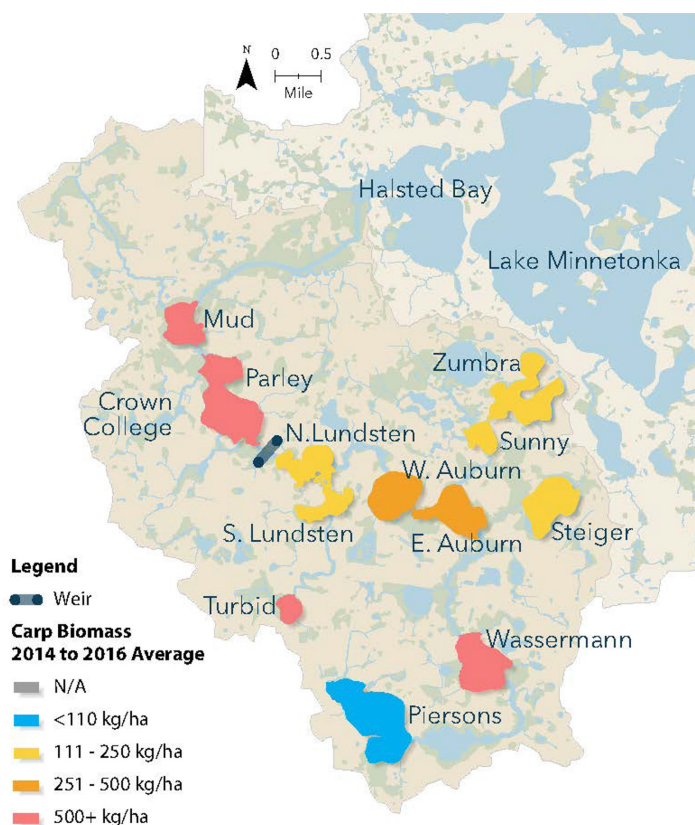 N
0 0.5
Mile
Halsted Bay
Lake Minnetonka
Mud
Zumbra
Parley
Crown
College
N.Lundsten
Sunny
W. Auburn
S. Lundsten
E. Auburn
Steiger
Legend
Weir
Turbid
Carp Biomass
2014 to 2016 Average
Wassermann
N/A
<110 kg/ha
Piersons
111 - 250 kg/ha
251 - 500 kg/ha
500+ kg/ha